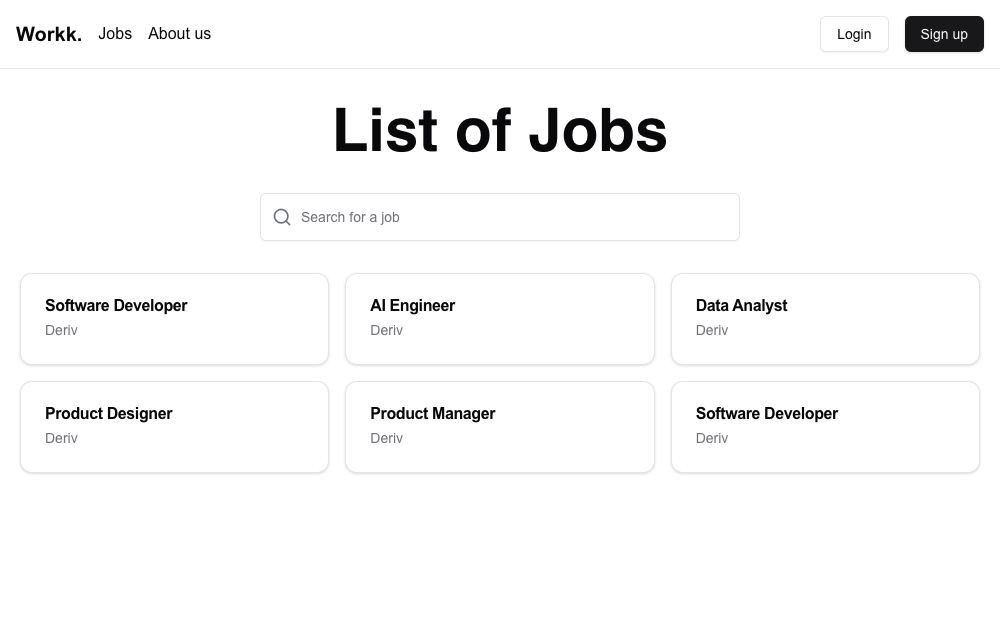 Workk. Jobs About us Login Sign up
List of Jobs
Search for a job
Software Developer
Deriv
AI Engineer
Deriv
Data Analyst
Deriv
Product Designer
Deriv
Product Manager
Deriv
Software Developer
Deriv